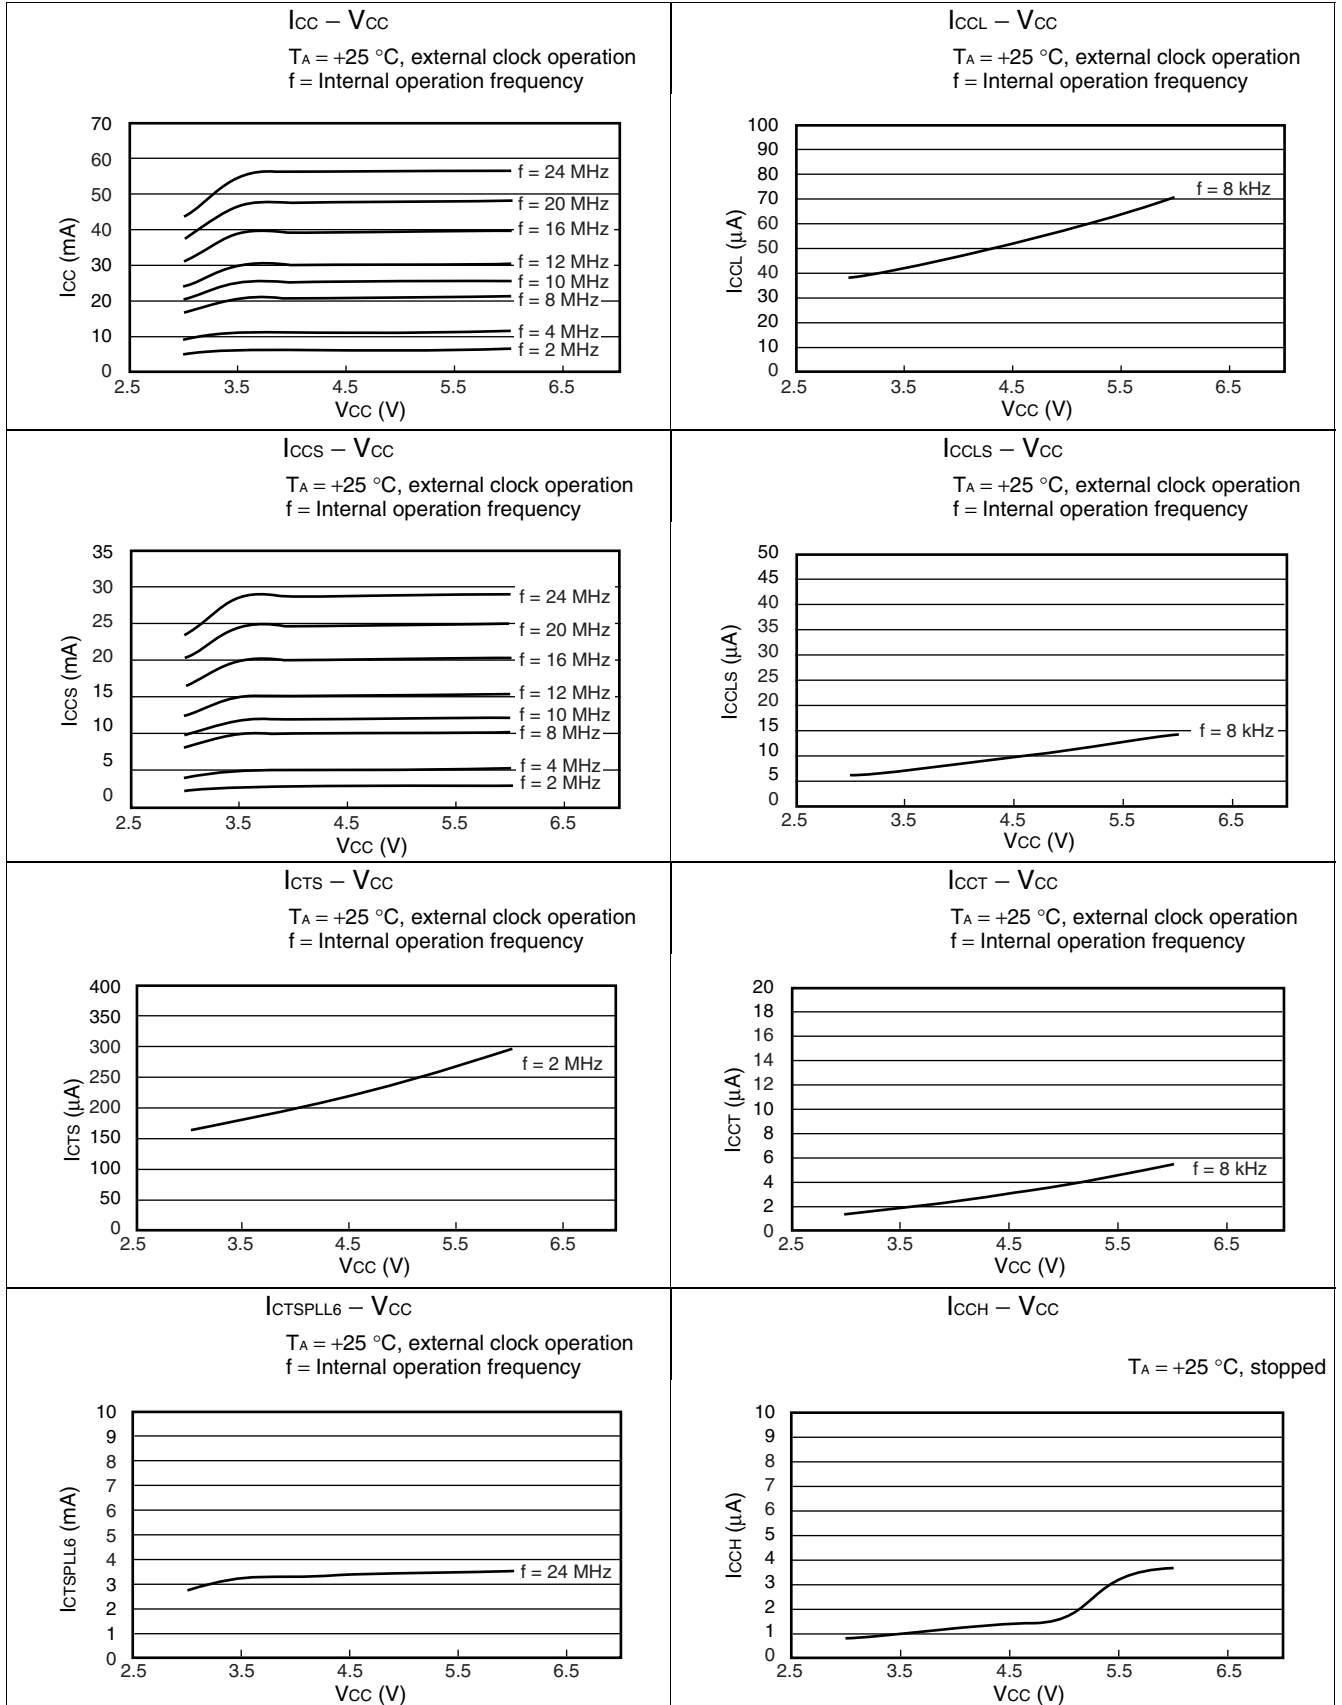 ICC – VCC
TA = +25 °C, external clock operation
f = Internal operation frequency
70
60
50
40
30
20
10
0
ICC (mA)
f = 24 MHz
f = 20 MHz
f = 16 MHz
f = 12 MHz
f = 10 MHz
f = 8 MHz
f = 4 MHz
f = 2 MHz
2.5 3.5 4.5 5.5 6.5
VCC (V)
ICCL – VCC
TA = +25 °C, external clock operation
f = Internal operation frequency
100
90
80
70
60
50
40
30
20
10
0
ICCL (μA)
f = 8 kHz
2.5 3.5 4.5 5.5 6.5
VCC (V)
ICCS – VCC
TA = +25 °C, external clock operation
f = Internal operation frequency
35
30
25
20
15
10
5
0
ICCS (mA)
f = 24 MHz
f = 20 MHz
f = 16 MHz
f = 12 MHz
f = 10 MHz
f = 8 MHz
f = 4 MHz
f = 2 MHz
2.5 3.5 4.5 5.5 6.5
VCC (V)
ICCLS – VCC
TA = +25 °C, external clock operation
f = Internal operation frequency
50
45
40
35
30
25
20
15
10
5
0
ICCLS (μA)
f = 8 kHz
2.5 3.5 4.5 5.5 6.5
VCC (V)
ICTS – VCC
TA = +25 °C, external clock operation
f = Internal operation frequency
400
350
300
250
200
150
100
50
0
ICTS (μA)
f = 2 MHz
2.5 3.5 4.5 5.5 6.5
VCC (V)
ICCT – VCC
TA = +25 °C, external clock operation
f = Internal operation frequency
20
18
16
14
12
10
8
6
4
2
0
ICCT (μA)
f = 8 kHz
2.5 3.5 4.5 5.5 6.5
VCC (V)
ICTSPLL6 – VCC
TA = +25 °C, external clock operation
f = Internal operation frequency
10
9
8
7
6
5
4
3
2
1
0
ICTSPLL6 (mA)
f = 24 MHz
2.5 3.5 4.5 5.5 6.5
VCC (V)
ICCH – VCC
TA = +25 °C, stopped
10
9
8
7
6
5
4
3
2
1
0
ICCH (μA)
2.5 3.5 4.5 5.5 6.5
VCC (V)